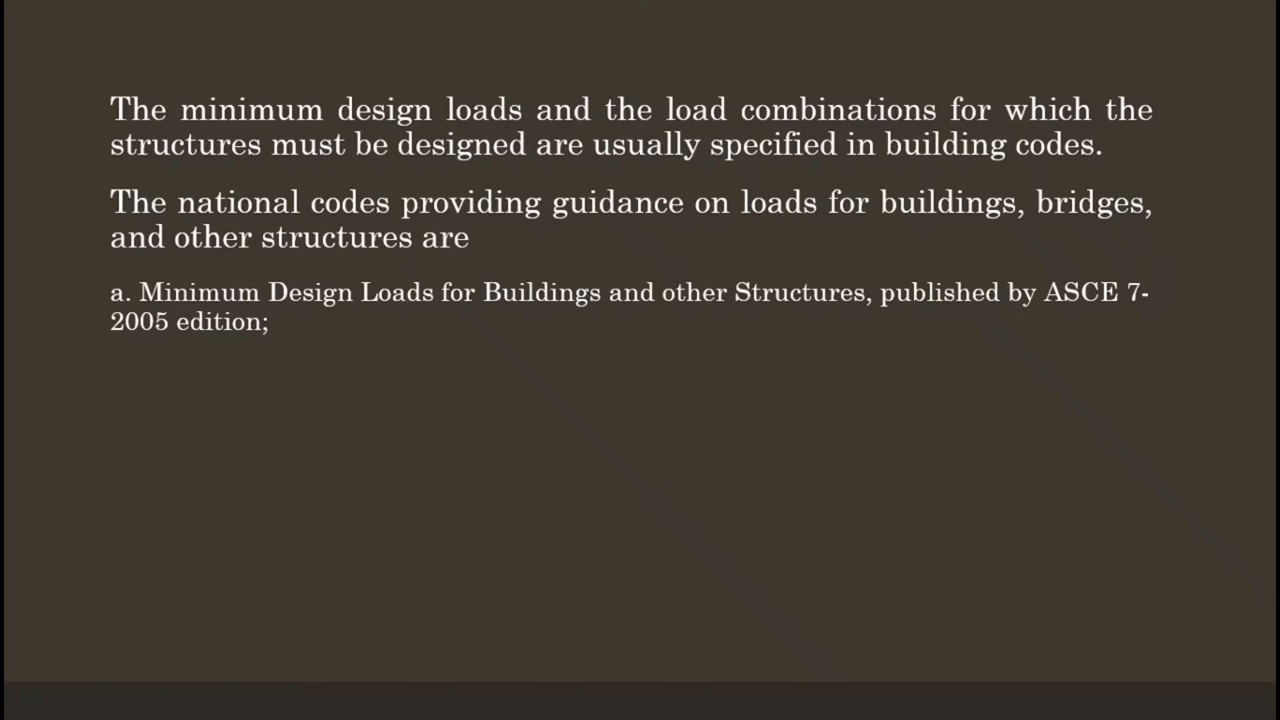 The minimum design loads and the load combinations for which the
structures must be designed are usually specified in building codes.
The national codes providing guidance on loads for buildings, bridges,
and other structures are
a. Minimum Design Loads for Buildings and other Structures, published by ASCE 7-
2005 edition;